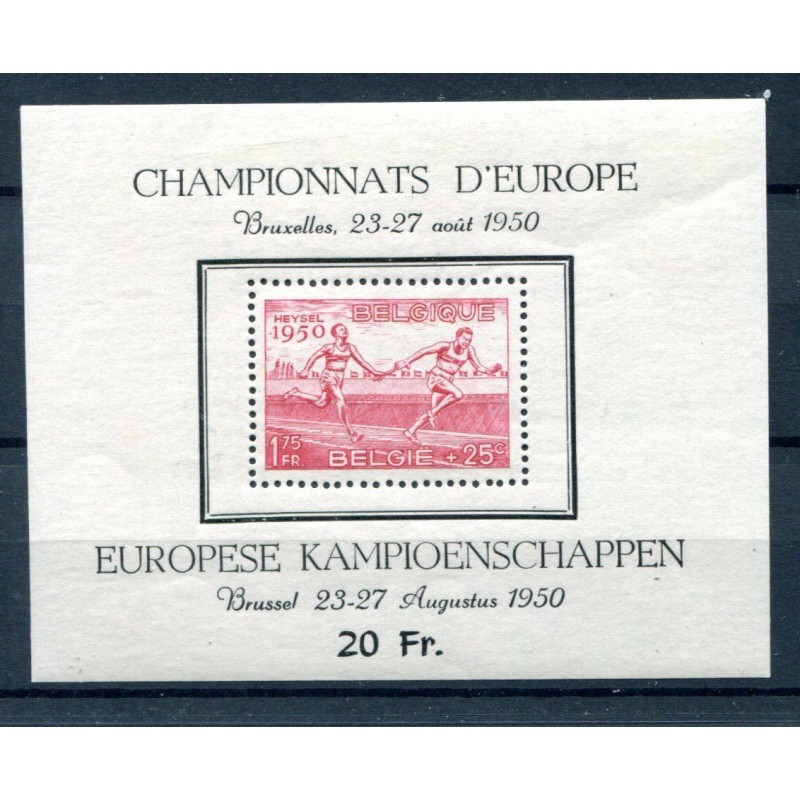 CHAMPIONNATS D'EUROPE
Bruxelles, 23-27 août 1950
HEYSEL BELGIQUE
1950
1 75 FR. BELGIË + 25 C
EUROPESE KAMPIOENSCHAPPEN
Brussel 23-27 Augustus 1950
20 Fr.